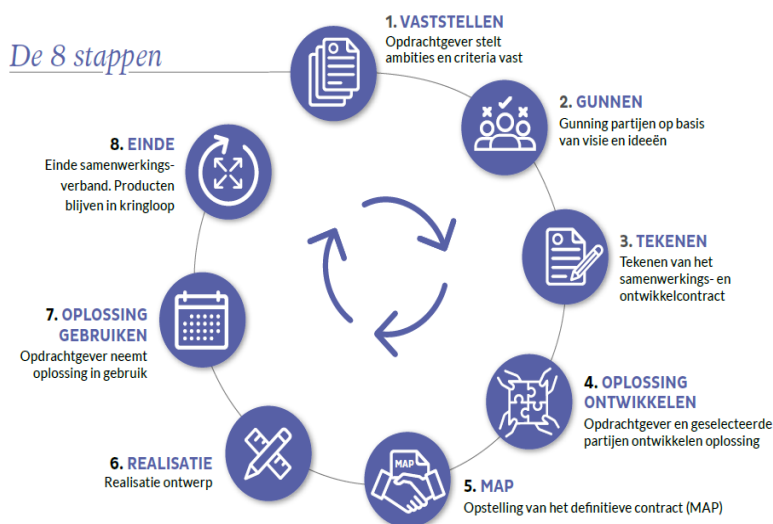 De 8 stappen
1. VASTSTELLEN
Opdrachtgever stelt
ambities en criteria vast
2. GUNNEN
Gunning partijen op basis
van visie en ideeën
3. TEKENEN
Tekenen van het
samenwerkings- en
ontwikkelcontract
4. OPLOSSING
ONTWIKKELEN
Opdrachtgever en geselecteerde
partijen ontwikkelen oplossing
MAP
5. MAP
Opstelling van het definitieve contract (MAP)
6. REALISATIE
Realisatie ontwerp
7. OPLOSSING
GEBRUIKEN
Opdrachtgever neemt
oplossing in gebruik
8. EINDE
Einde samenwerkings-
verband. Producten
blijven in kringloop